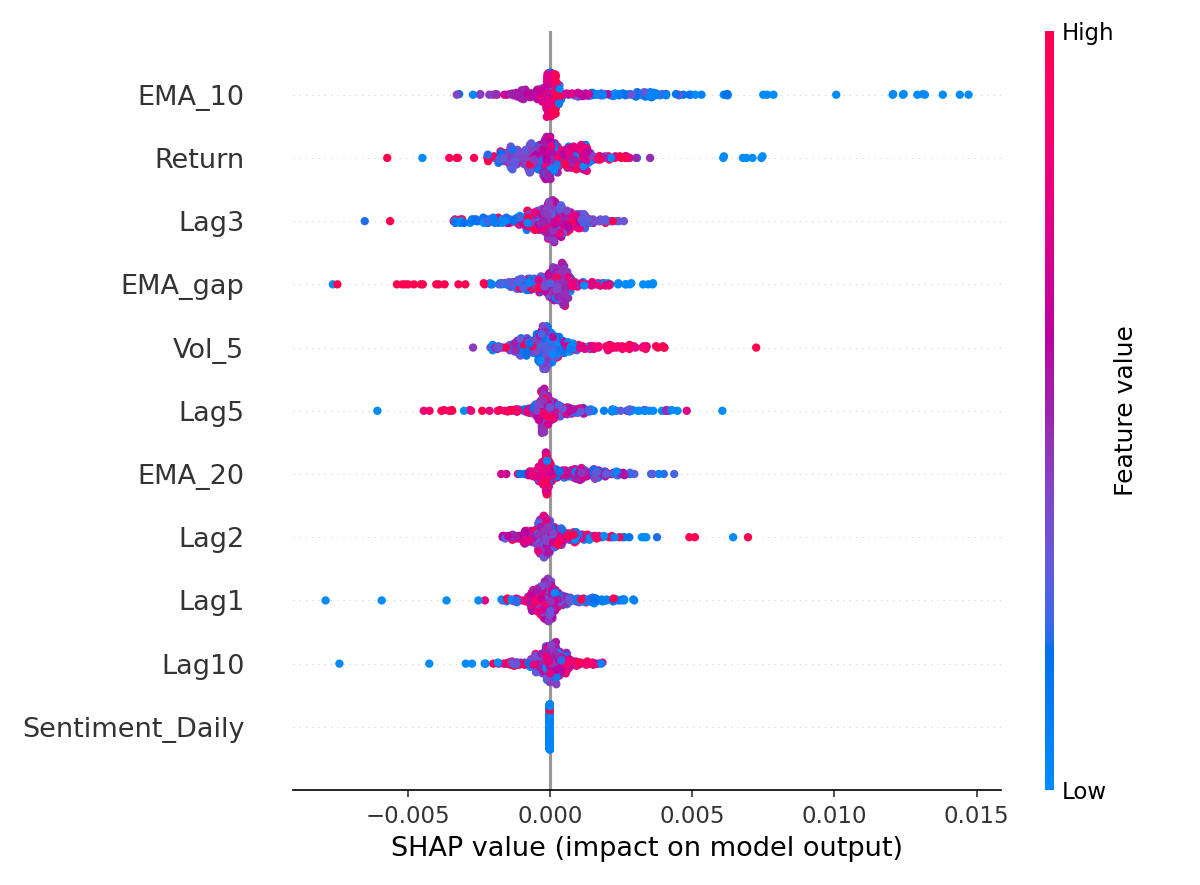 High
EMA_10
Return
Lag3
EMA_gap
Vol_5
Lag5
EMA_20
Lag2
Lag1
Lag10
Sentiment_Daily
Feature value
Low
−0.005 0.000 0.005 0.010 0.015
SHAP value (impact on model output)